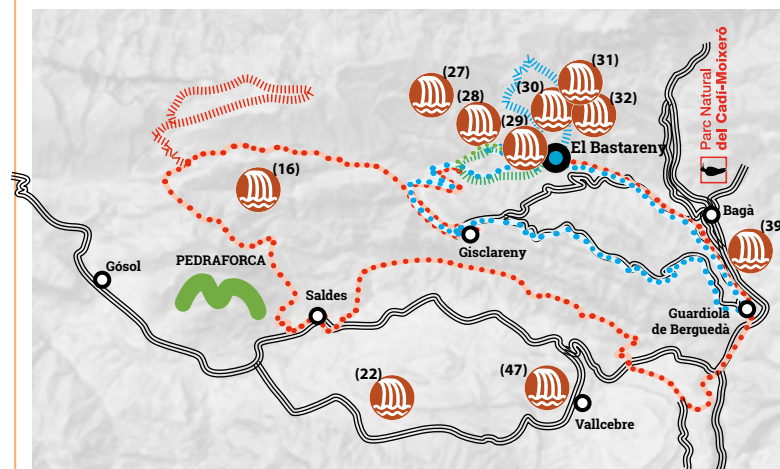 (27)
(28)
(30)
(31)
(32)
(29)
El Bastareny
Parc Natural
del Cadí-Moixeró
(16)
Bagà
(39
Gisclareny
Gósol
PEDRAFORCA
Saldes
Guardiola
de Berguedà
(22)
(47)
Vallcebre